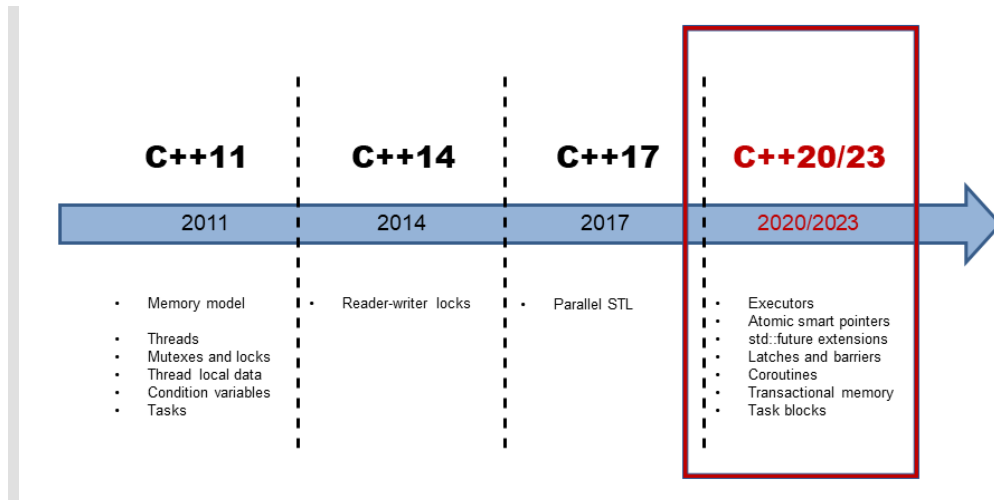 C++11
C++14
C++17
C++20/23
2011
2014
2017
2020/2023
• Memory model
• Threads
• Mutexes and locks
• Thread local data
• Condition variables
• Tasks
• Reader-writer locks
• Parallel STL
• Executors
• Atomic smart pointers
• std::future extensions
• Latches and barriers
• Coroutines
• Transactional memory
• Task blocks